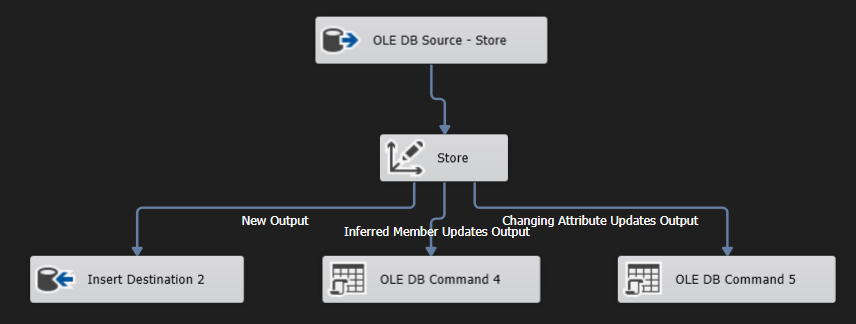 OLE DB Source - Store
Store
New Output
Inferred Member Updates Output
Changing Attribute Updates Output
Insert Destination 2
OLE DB Command 4
OLE DB Command 5